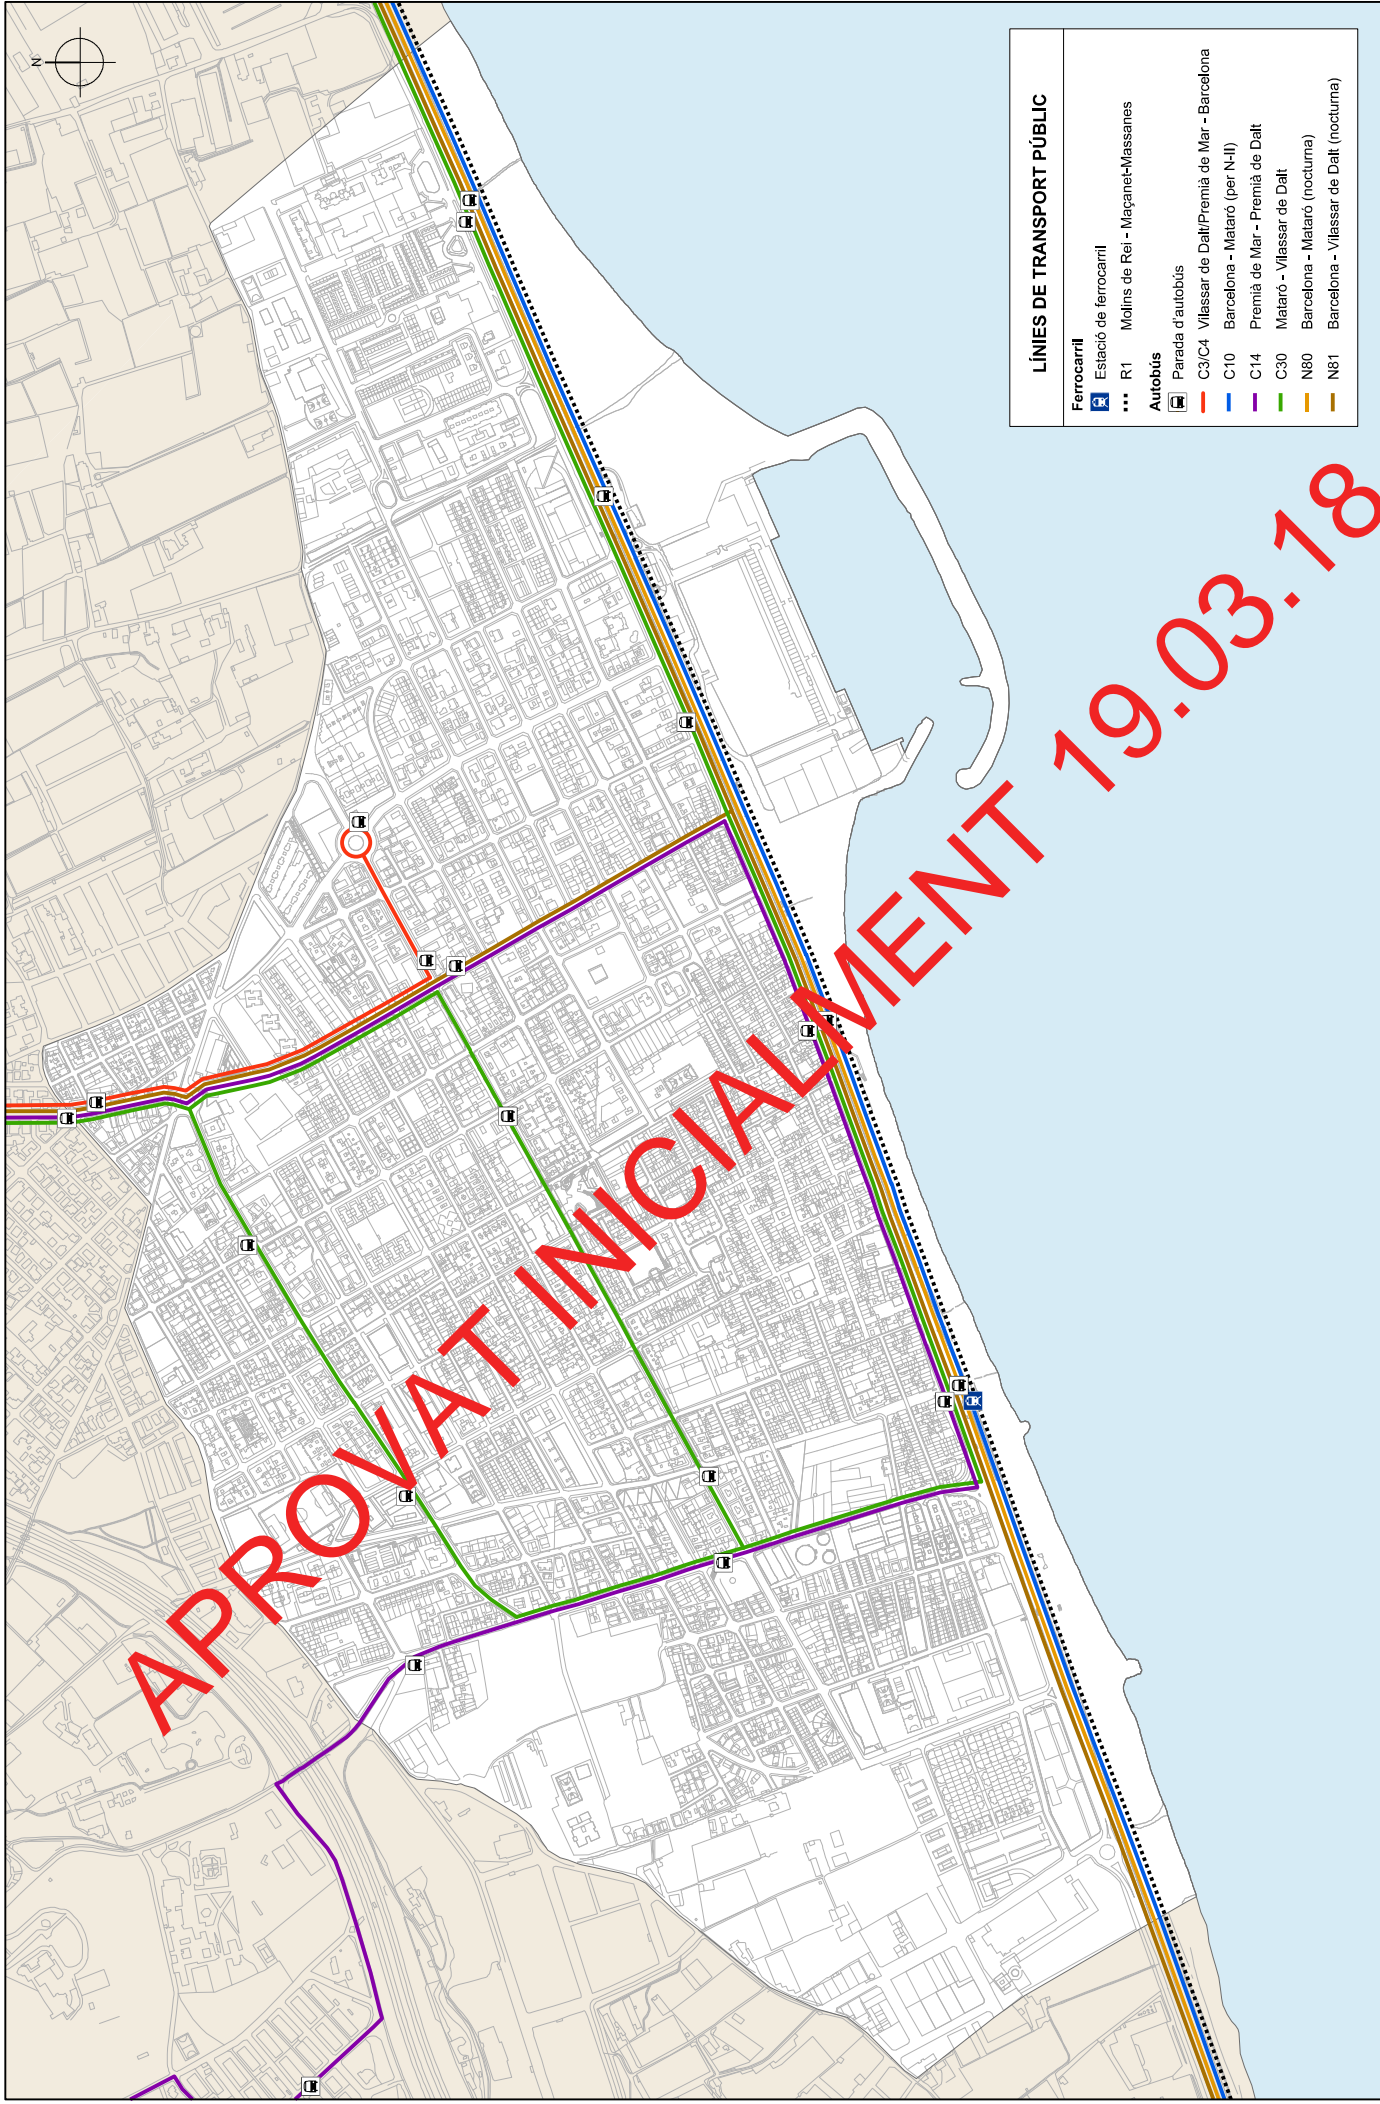 N
LÍNIES DE TRANSPORT PÚBLIC
Ferrocarril
Estació de ferrocarril
R1 Molins de Rei - Maçanet-Massanes
Autobús
Parada d'autobús
C3/C4 Vilassar de Dalt/Premià de Mar - Barcelona
C10 Barcelona - Mataró (per N-II)
C14 Premià de Mar - Premià de Dalt
C30 Mataró - Vilassar de Dalt
N80 Barcelona - Mataró (nocturna)
N81 Barcelona - Vilassar de Dalt (nocturna)
APROVAT INICIALMENT 19.03.18